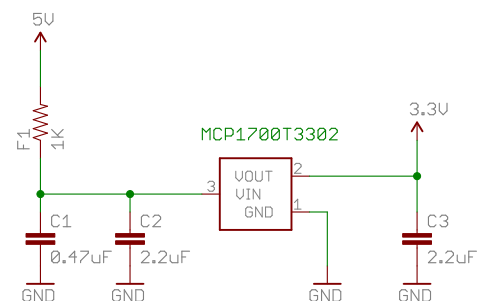 5V
3.3V
F1
1K
MCP1700T3302
3
VOUT
2
VIN
GND
1
C1
0.47uF
C2
2.2uF
C3
2.2uF
GND
GND
GND
GND